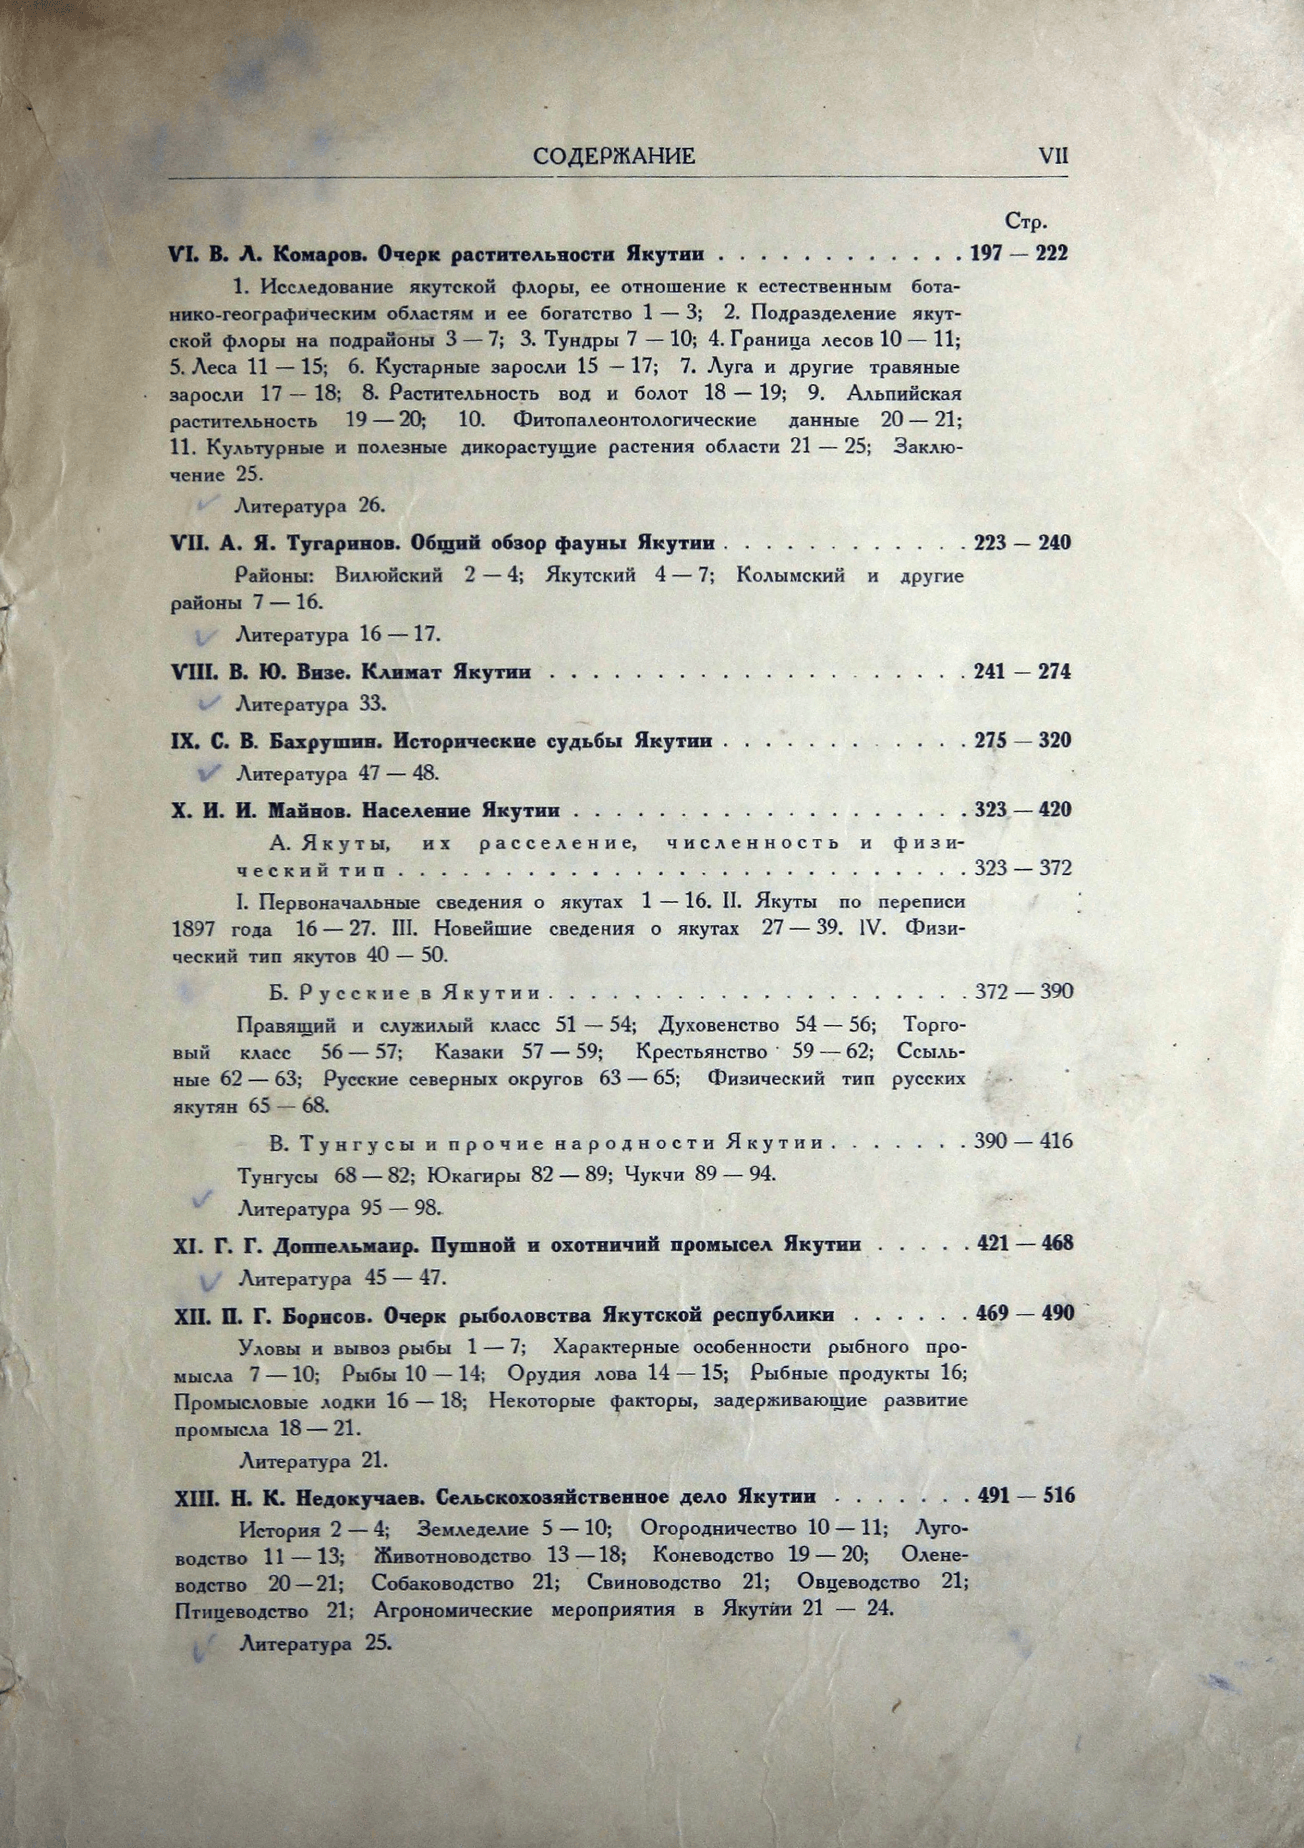 СОДЕРЖАНИЕ VII
Стр.
VI. В. Л. Комаров. Очерк растительности Якутии . . . . . . . . . . . . 197 — 222
1. Исследование якутской флоры, ее отношение к естественным бота-
нико-географическим областям и ее богатство 1 — 3; 2. Подразделение якут-
ской флоры на подрайоны 3 — 7; 3. Тундры 7 — 10; 4. Граница лесов 10 — 11;
5. Леса 11 — 15; 6. Кустарные заросли 15 — 17; 7. Луга и другие травяные
заросли 17 — 18; 8. Растительность вод и болот 18 — 19; 9. Альпийская
растительность 19 — 20; 10. Фитопалеонтологические данные 20 — 21;
11. Культурные и полезные дикорастущие растения области 21 — 25; Заклю-
чение 25.
Литература 26.
VII. А. Я. Тугаринов. Общий обзор фауны Якутии . . . . . . . . . . . . 223 — 240
Районы: Вилюйский 2 — 4; Якутский 4 — 7; Колымский и другие
районы 7 — 16.
Литература 16 — 17.
VIII. В. Ю. Визе. Климат Якутии . . . . . . . . . . . . . . . . . . . . 241 — 274
Литература 33.
IX. С. В. Бахрушин. Исторические судьбы Якутии . . . . . . . . . . . . 275 — 320
Литература 47 — 48.
X. И. И. Майнов. Население Якутии . . . . . . . . . . . . . . . . . . . 323 — 420
А. Якуты, их расселение, численность и физи-
ческий тип . . . . . . . . . . . . . . . . . . . . . . . . . . . 323 — 372
I. Первоначальные сведения о якутах 1 — 16. II. Якуты по переписи
1897 года 16 — 27. III. Новейшие сведения о якутах 27 — 39. IV. Физи-
ческий тип якутов 40 — 50.
Б. Русские в Якутии . . . . . . . . . . . . . . . . . . . . 372 — 390
Правящий и служилый класс 51 — 54; Духовенство 54 — 56; Торго-
вый класс 56 — 57; Казаки 57 — 59; Крестьянство 59 — 62; Ссыль-
ные 62 — 63; Русские северных округов 63 — 65; Физический тип русских
якутян 65 — 68.
В. Тунгусы и прочие народности Якутии . . . . . . . 390 — 416
Тунгусы 68 — 82; Юкагиры 82 — 89; Чукчи 89 — 94.
Литература 95 — 98.
XI. Г. Г. Доппельмаир. Пушной и охотничий промысел Якутии . . . . . 421 — 468
Литература 45 — 47.
XII. П. Г. Борисов. Очерк рыболовства Якутской республики . . . . . . 469 — 490
Уловы и вывоз рыбы 1 — 7; Характерные особенности рыбного про-
мысла 7 — 10; Рыбы 10 — 14; Орудия лова 14 — 15; Рыбные продукты 16;
Промысловые лодки 16 — 18; Некоторые факторы, задерживающие развитие
промысла 18 — 21.
Литература 21.
XIII. Н. К. Недокучаев. Сельскохозяйственное дело Якутии . . . . . . . 491 — 516
История 2 — 4; Земледелие 5 — 10; Огородничество 10 — 11; Луго-
водство 11 — 13; Животноводство 13 — 18; Коневодство 19 — 20; Олене-
водство 20 — 21; Собаководство 21; Свиноводство 21; Овцеводство 21;
Птицеводство 21; Агрономические мероприятия в Якутии 21 — 24.
Литература 25.